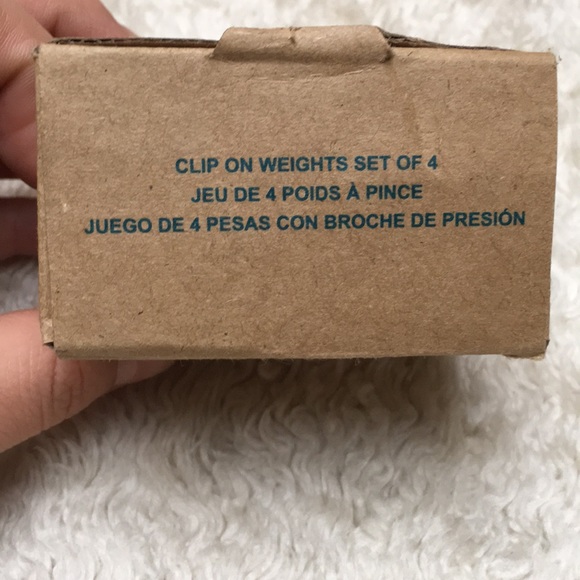 CLIP ON WEIGHTS SET OF 4
JEU DE 4 POIDS À PINCE
JUEGO DE 4 PESAS CON BROCHE DE PRESIÓN